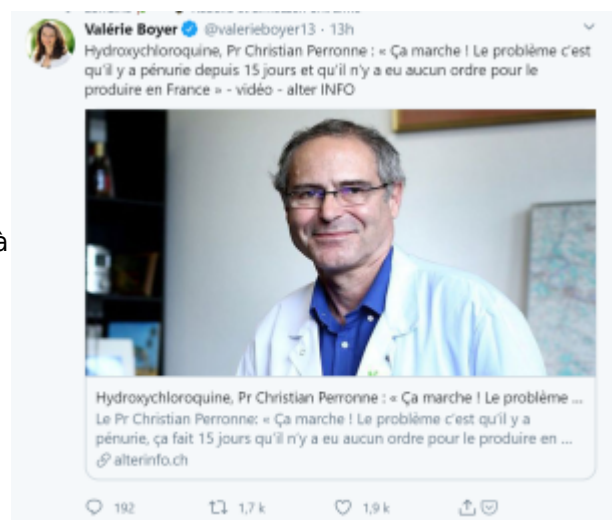 Valérie Boyer @valerieboyer13 · 13h
Hydroxychloroquine, Pr Christian Perronne : « Ça marche ! Le problème c'est
qu'il y a pénurie depuis 15 jours et qu'il n'y a eu aucun ordre pour le
produire en France » - vidéo - alter INFO
à
Hydroxychloroquine, Pr Christian Perronne : « Ça marche ! Le problème ...
Le Pr Christian Perronne: « Ça marche ! Le problème c'est qu'il y a
pénurie, ça fait 15 jours qu'il n'y a eu aucun ordre pour le produire en ...
alterinfo.ch
192 1,7 k 1,9 k